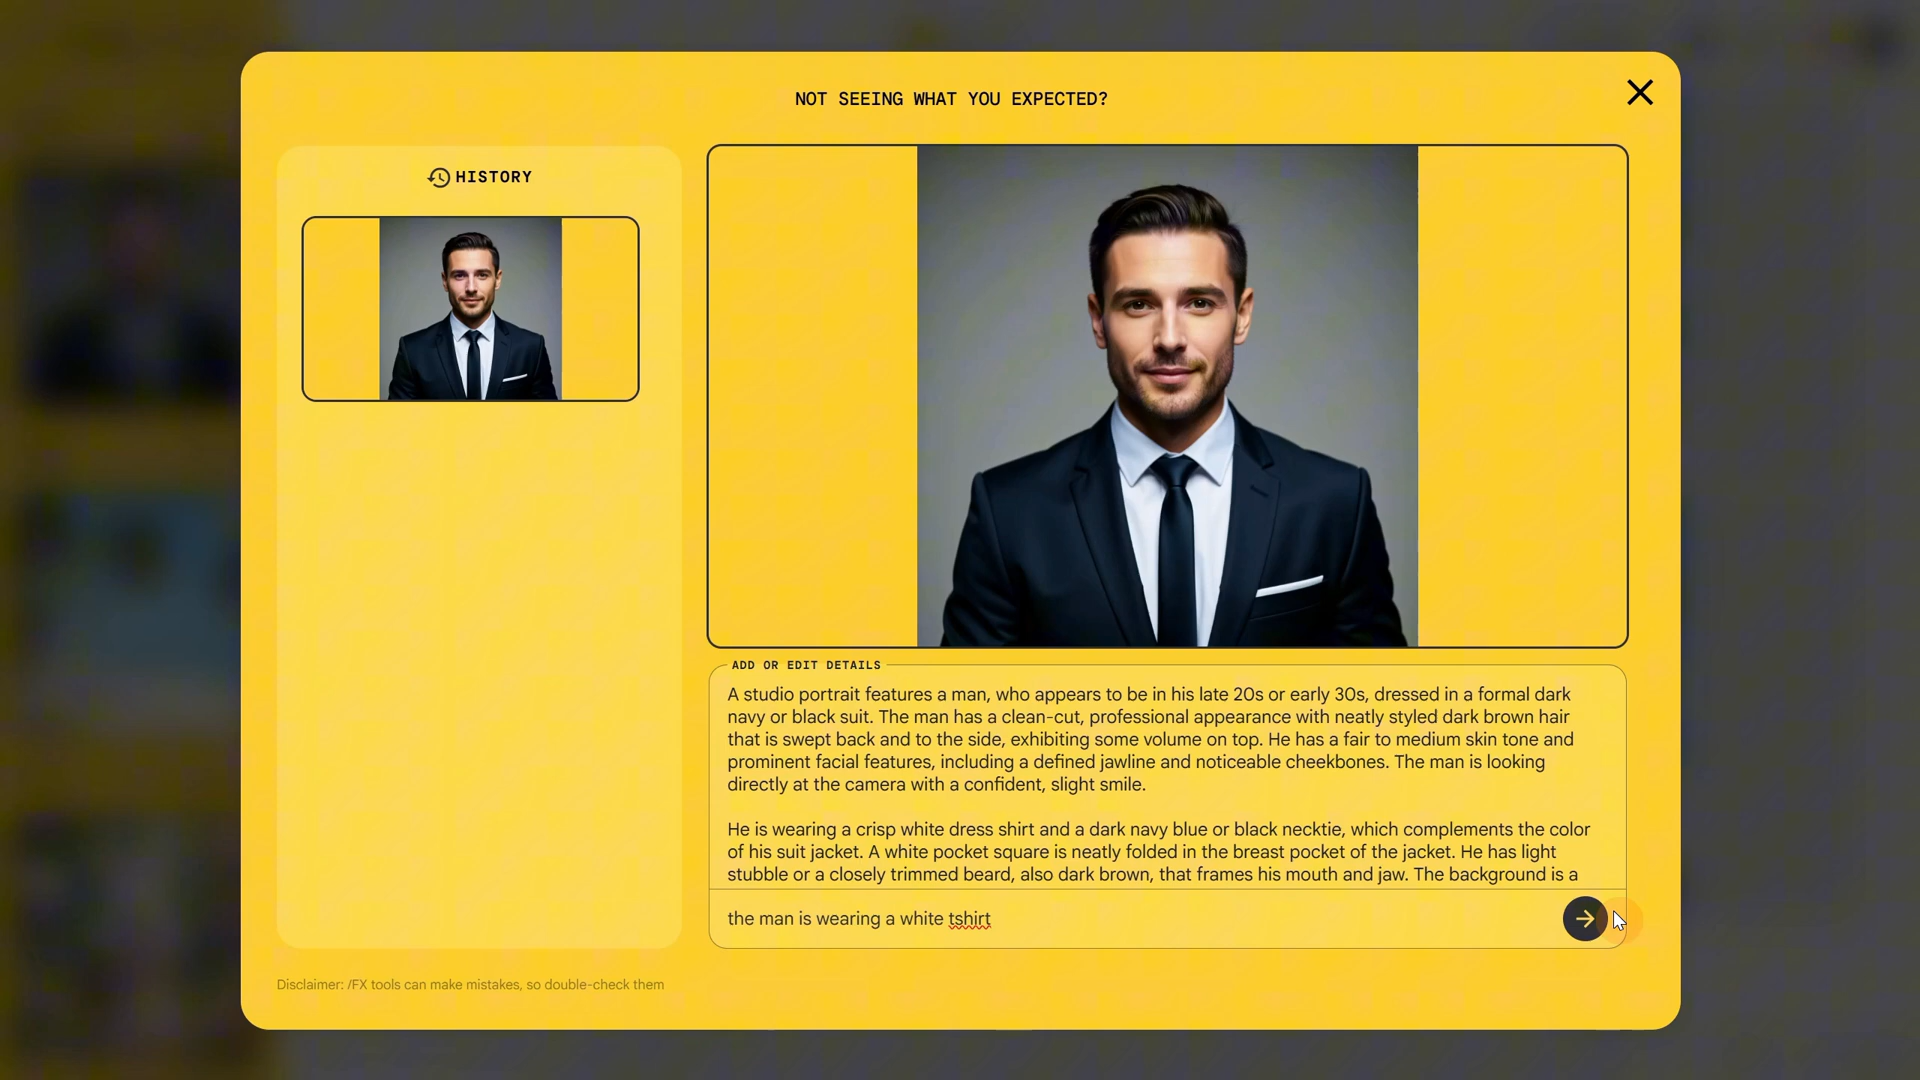 NOT SEEING WHAT YOU EXPECTED?
HISTORY
ADD OR EDIT DETAILS
A studio portrait features a man, who appears to be in his late 20s or early 30s, dressed in a formal dark
navy or black suit. The man has a clean-cut, professional appearance with neatly styled dark brown hair
that is swept back and to the side, exhibiting some volume on top. He has a fair to medium skin tone and
prominent facial features, including a defined jawline and noticeable cheekbones. The man is looking
directly at the camera with a confident, slight smile.
He is wearing a crisp white dress shirt and a dark navy blue or black necktie, which complements the color
of his suit jacket. A white pocket square is neatly folded in the breast pocket of the jacket. He has light
stubble or a closely trimmed beard, also dark brown, that frames his mouth and jaw. The background is a
the man is wearing a white tshirt
Disclaimer: /FX tools can make mistakes, so double-check them